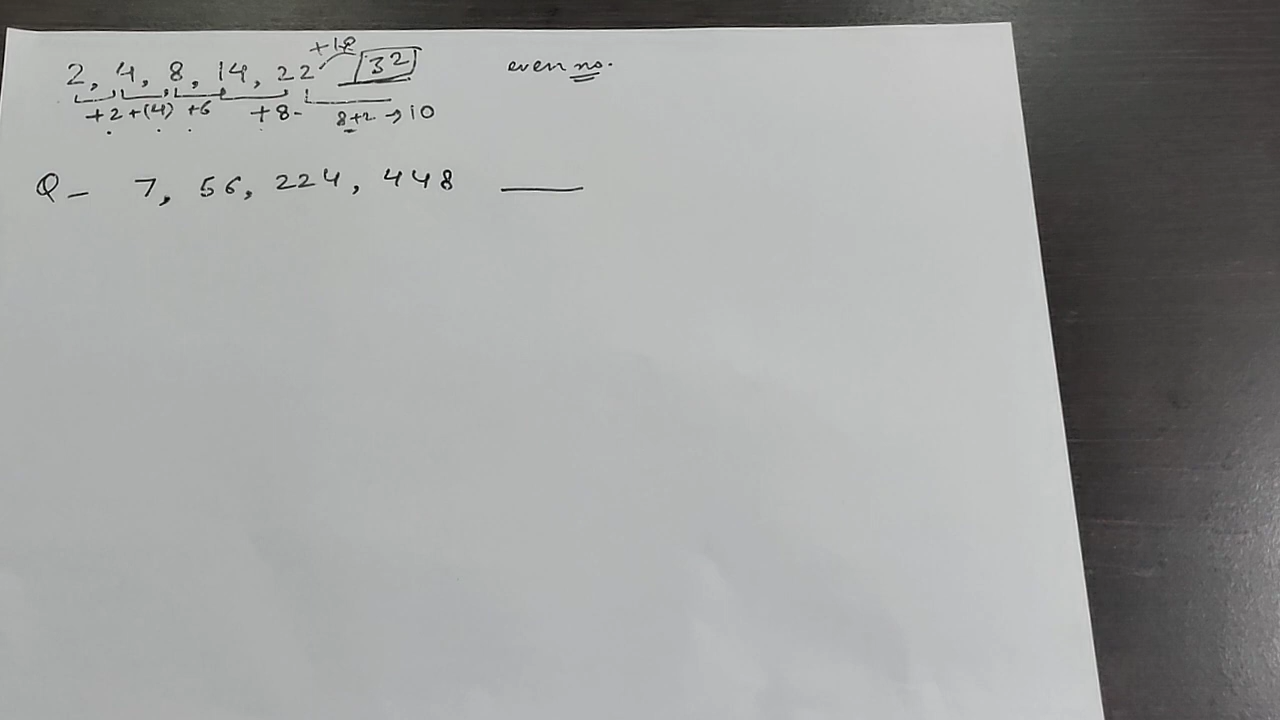 2, 4, 8, 14, 22 32 even no.
+2 +(4) +6 +8- 8+2 → 10
Q- 7, 56, 224, 448 ____